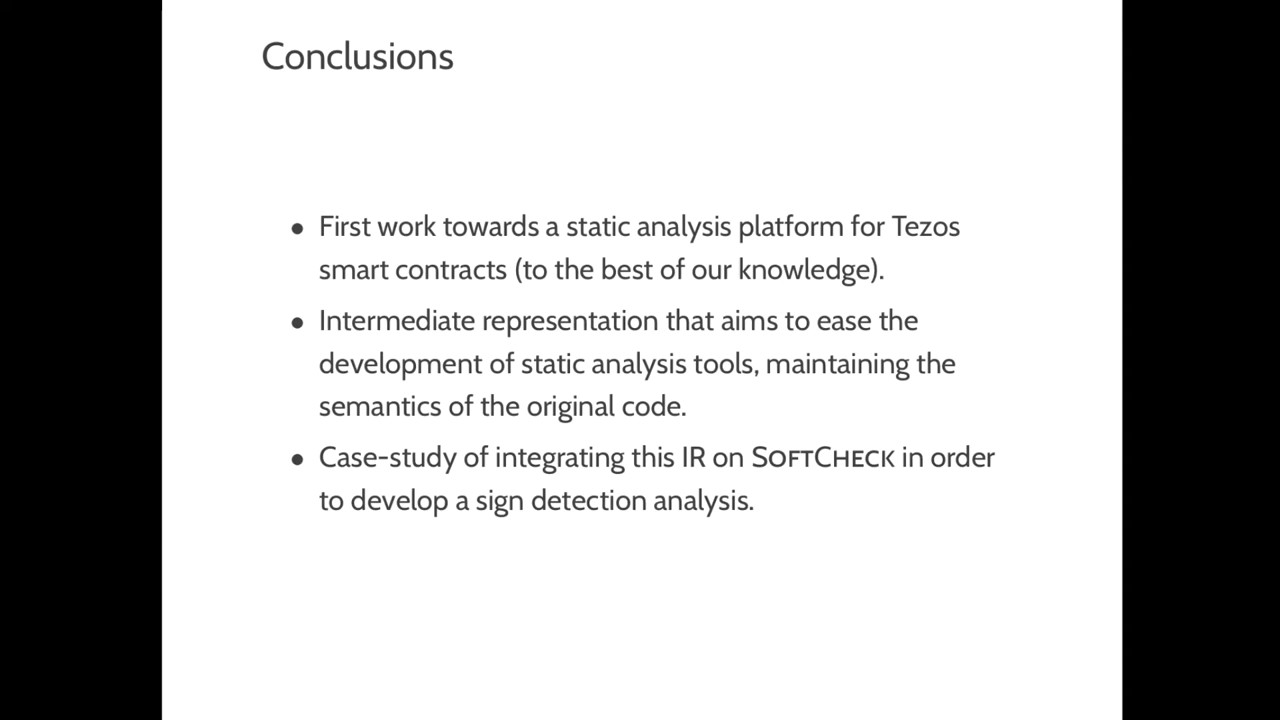 Conclusions
• First work towards a static analysis platform for Tezos
smart contracts (to the best of our knowledge).
• Intermediate representation that aims to ease the
development of static analysis tools, maintaining the
semantics of the original code.
• Case-study of integrating this IR on SOFTCHECK in order
to develop a sign detection analysis.